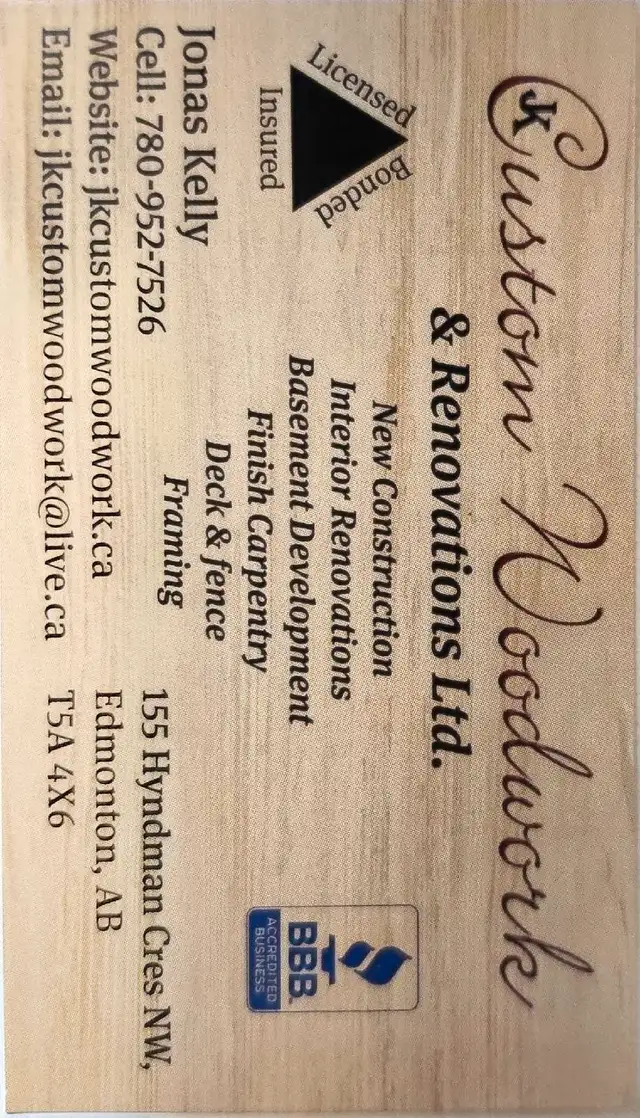 JK Custom Woodwork
& Renovations Ltd.
Licensed
Bonded
Insured
New Construction
Interior Renovations
Basement Development
Finish Carpentry
Deck & fence
Framing
BBB.
ACCREDITED
BUSINESS
Jonas Kelly
Cell: 780-952-7526
Website: jkcustomwoodwork.ca
Email: jkcustomwoodwork@live.ca
155 Hyndman Cres NW,
Edmonton, AB
T5A 4X6